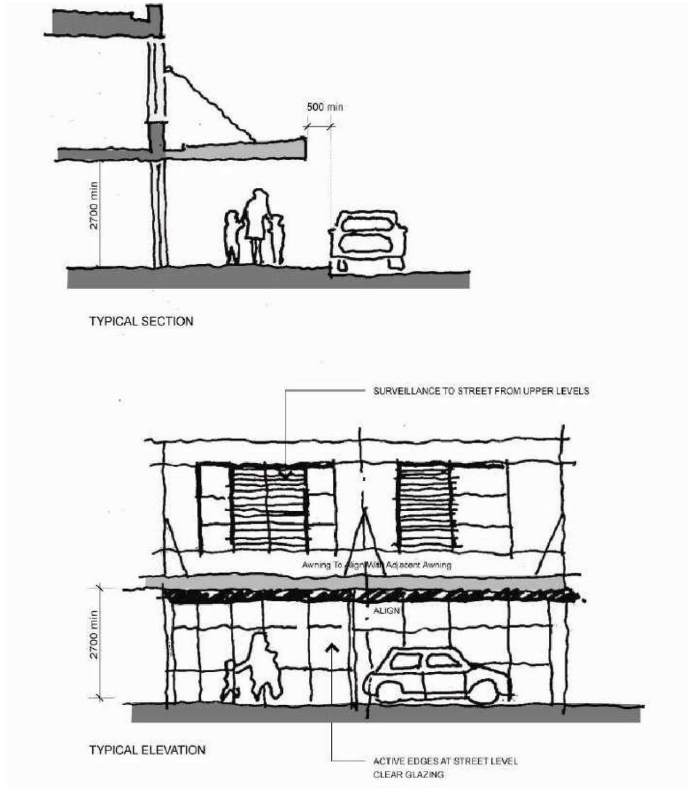 500 min
2700 min
TYPICAL SECTION
SURVEILLANCE TO STREET FROM UPPER LEVELS
Awning To Align With Adjacent Awning
ALIGN
2700 min
TYPICAL ELEVATION
ACTIVE EDGES AT STREET LEVEL
CLEAR GLAZING